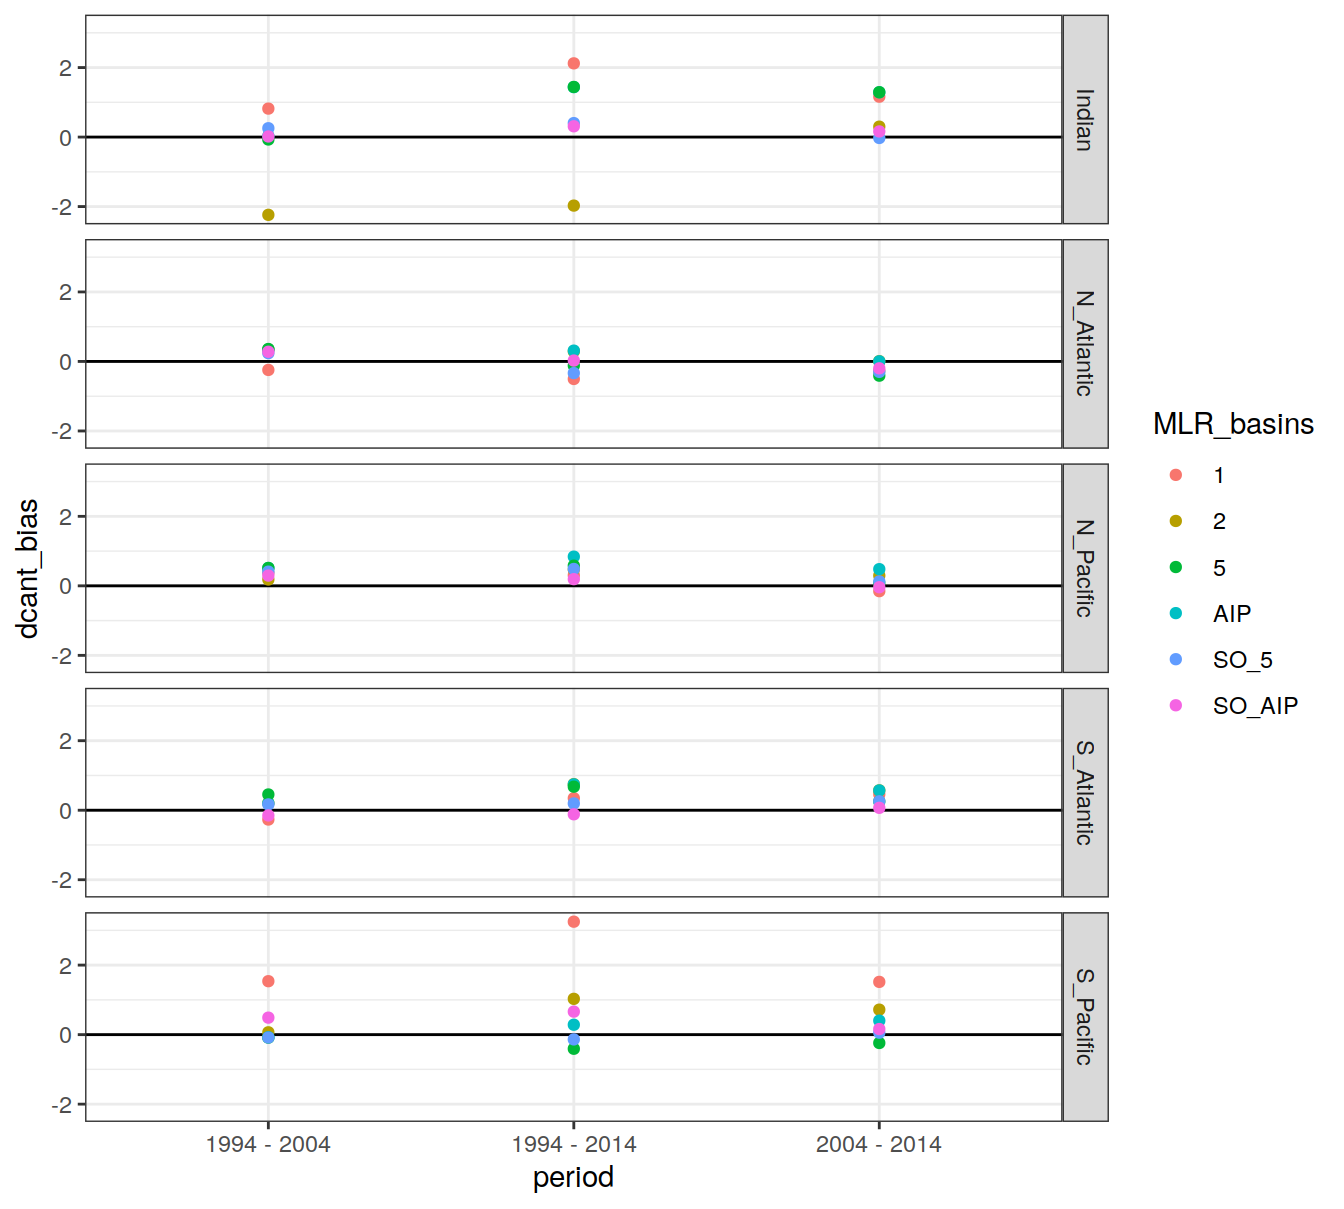 2
0
-2
Indian
2
0
-2
N_Atlantic
2
0
-2
N_Pacific
2
0
-2
S_Atlantic
2
0
-2
S_Pacific
dcant_bias
1994 - 2004
1994 - 2014
2004 - 2014
period
MLR_basins
1
2
5
AIP
SO_5
SO_AIP